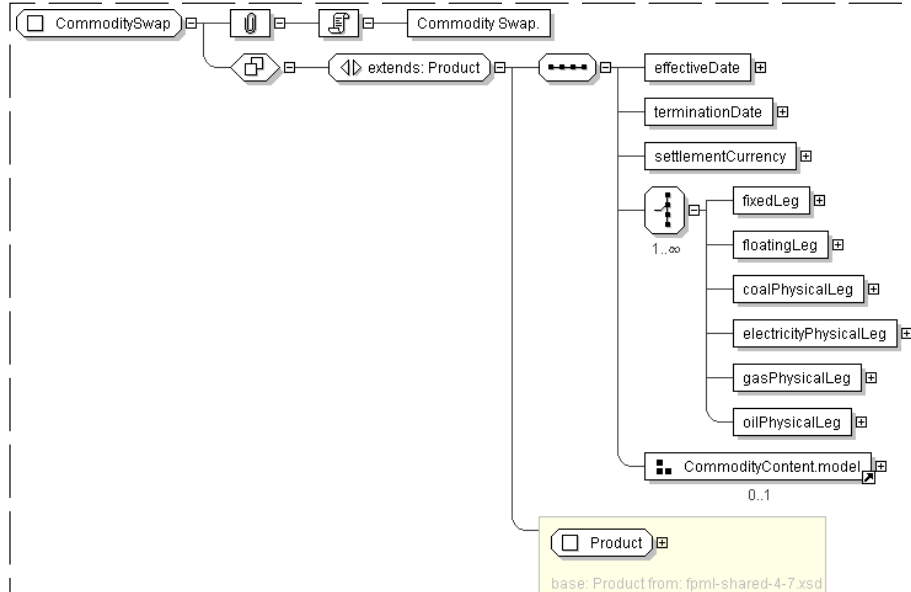 CommoditySwap
Commodity Swap.
extends: Product
effectiveDate
terminationDate
settlementCurrency
1..∞
fixedLeg
floatingLeg
coalPhysicalLeg
electricityPhysicalLeg
gasPhysicalLeg
oilPhysicalLeg
CommodityContent.model
0..1
Product
base: Product from: fpml-shared-4-7.xsd